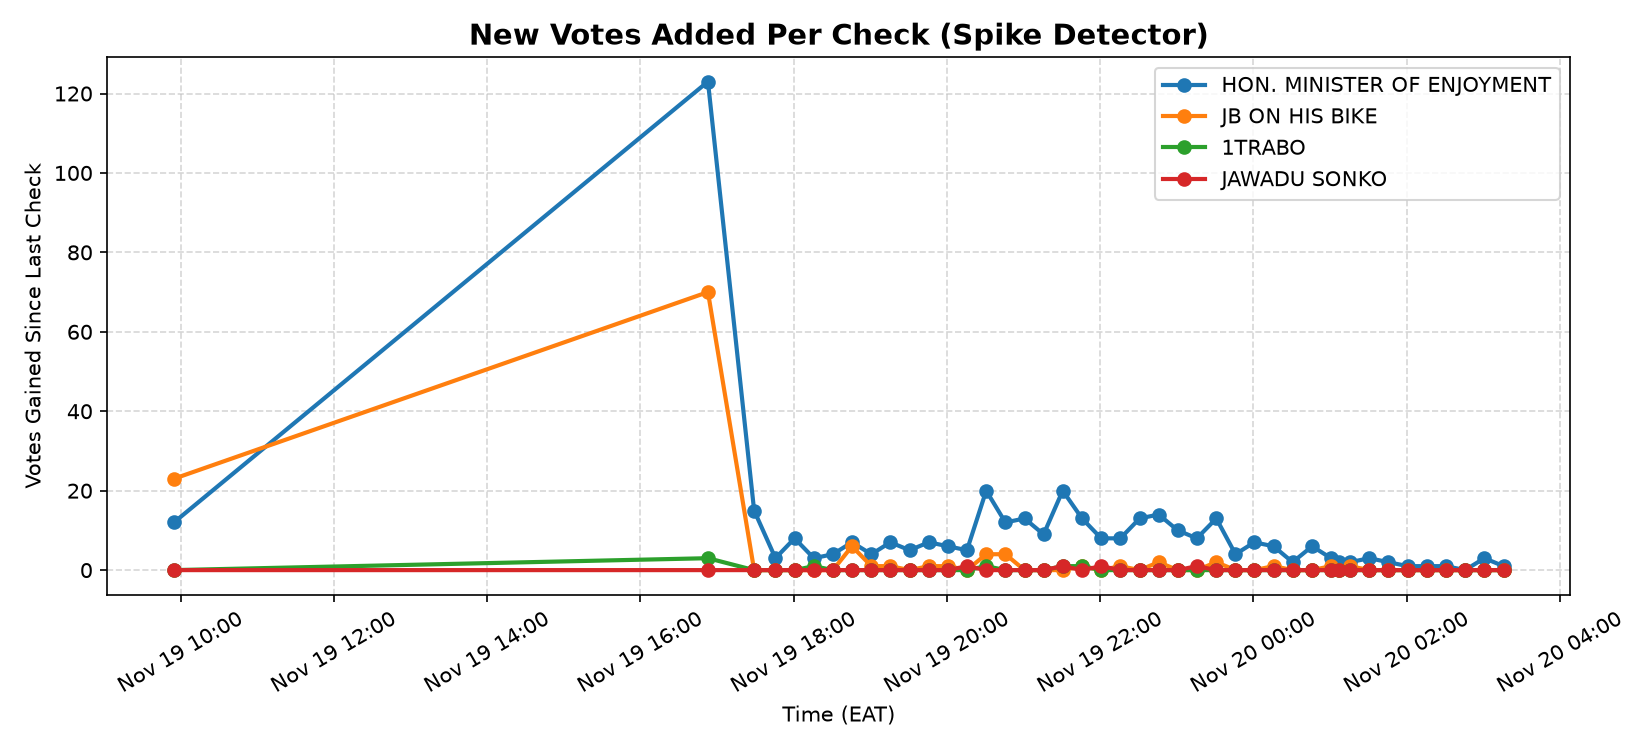 New Votes Added Per Check (Spike Detector)
HON. MINISTER OF ENJOYMENT
JB ON HIS BIKE
1TRABO
JAWADU SONKO
Votes Gained Since Last Check
120
100
80
60
40
20
0
Nov 19 10:00
Nov 19 12:00
Nov 19 14:00
Nov 19 16:00
Nov 19 18:00
Nov 19 20:00
Nov 19 22:00
Nov 20 00:00
Nov 20 02:00
Nov 20 04:00
Time (EAT)